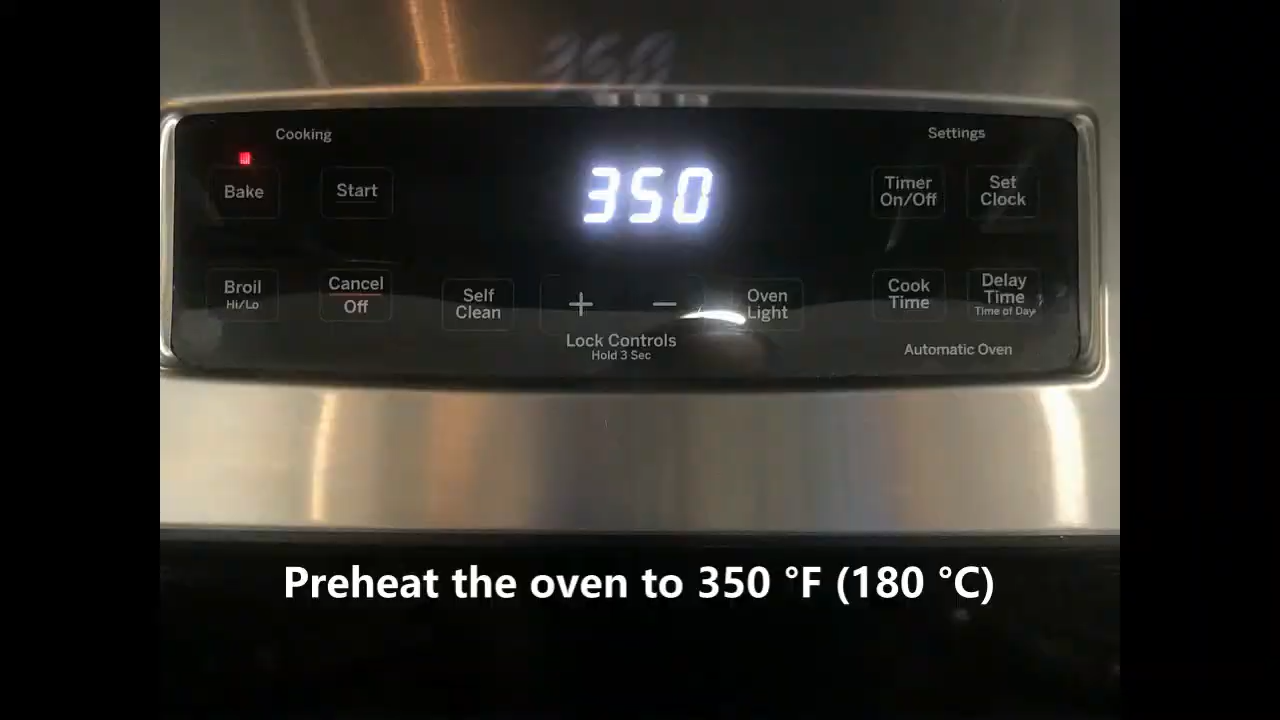 Cooking
Settings
350
Bake
Start
Timer
On/Off
Set
Clock
Broil
Hi/Lo
Cancel
Off
Self
Clean
+ −
Lock Controls
Hold 3 Sec
Oven
Light
Cook
Time
Delay
Time
Time of Day
Automatic Oven
Preheat the oven to 350 °F (180 °C)